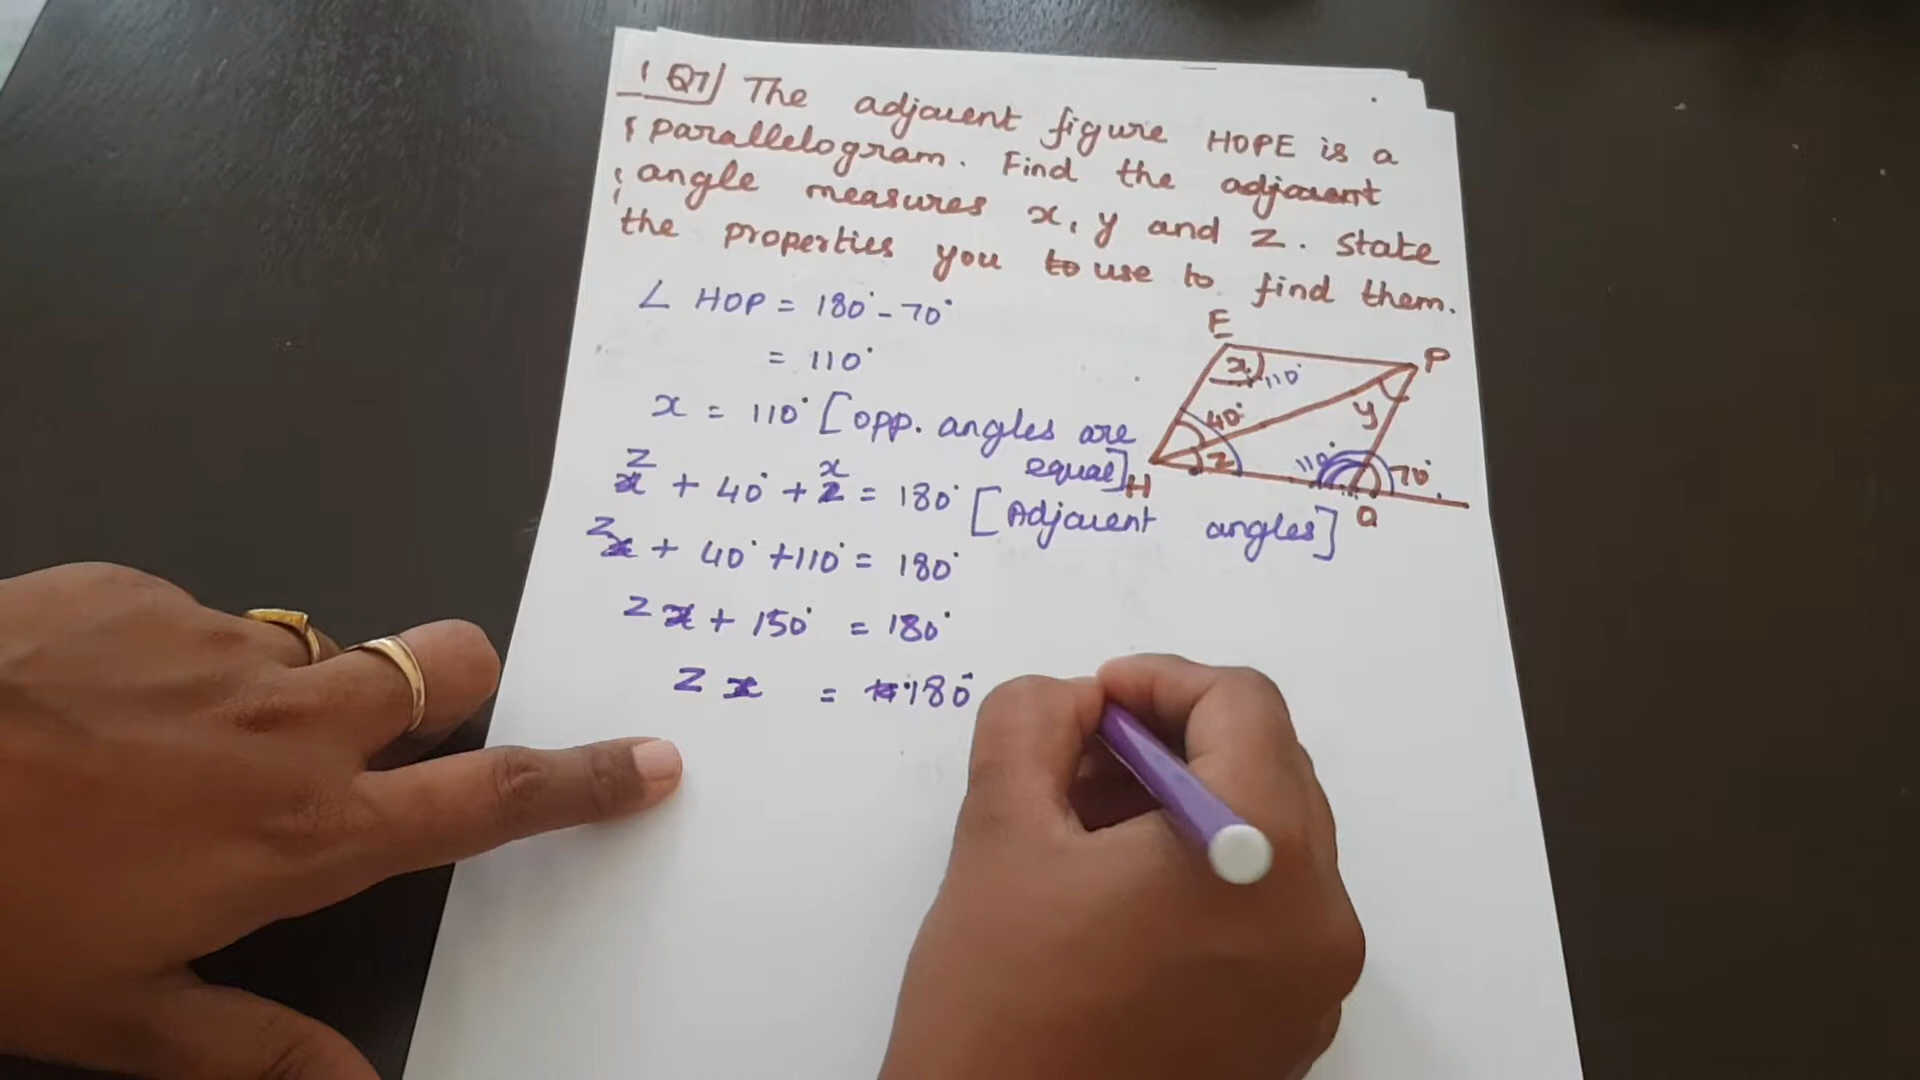 Q7) The adjacent figure HOPE is a
parallelogram. Find the adjacent
angle measures x, y and z. State
the properties you to use to find them.
∠ HOP = 180° - 70°
= 110°
x = 110° [opp. angles are
equal]
z + 40° + x = 180° [Adjacent angles]
z + 40° + 110° = 180°
z + 150° = 180°
z = 180°
E
P
x 110°
40°
y
z
110°
70°
H
O